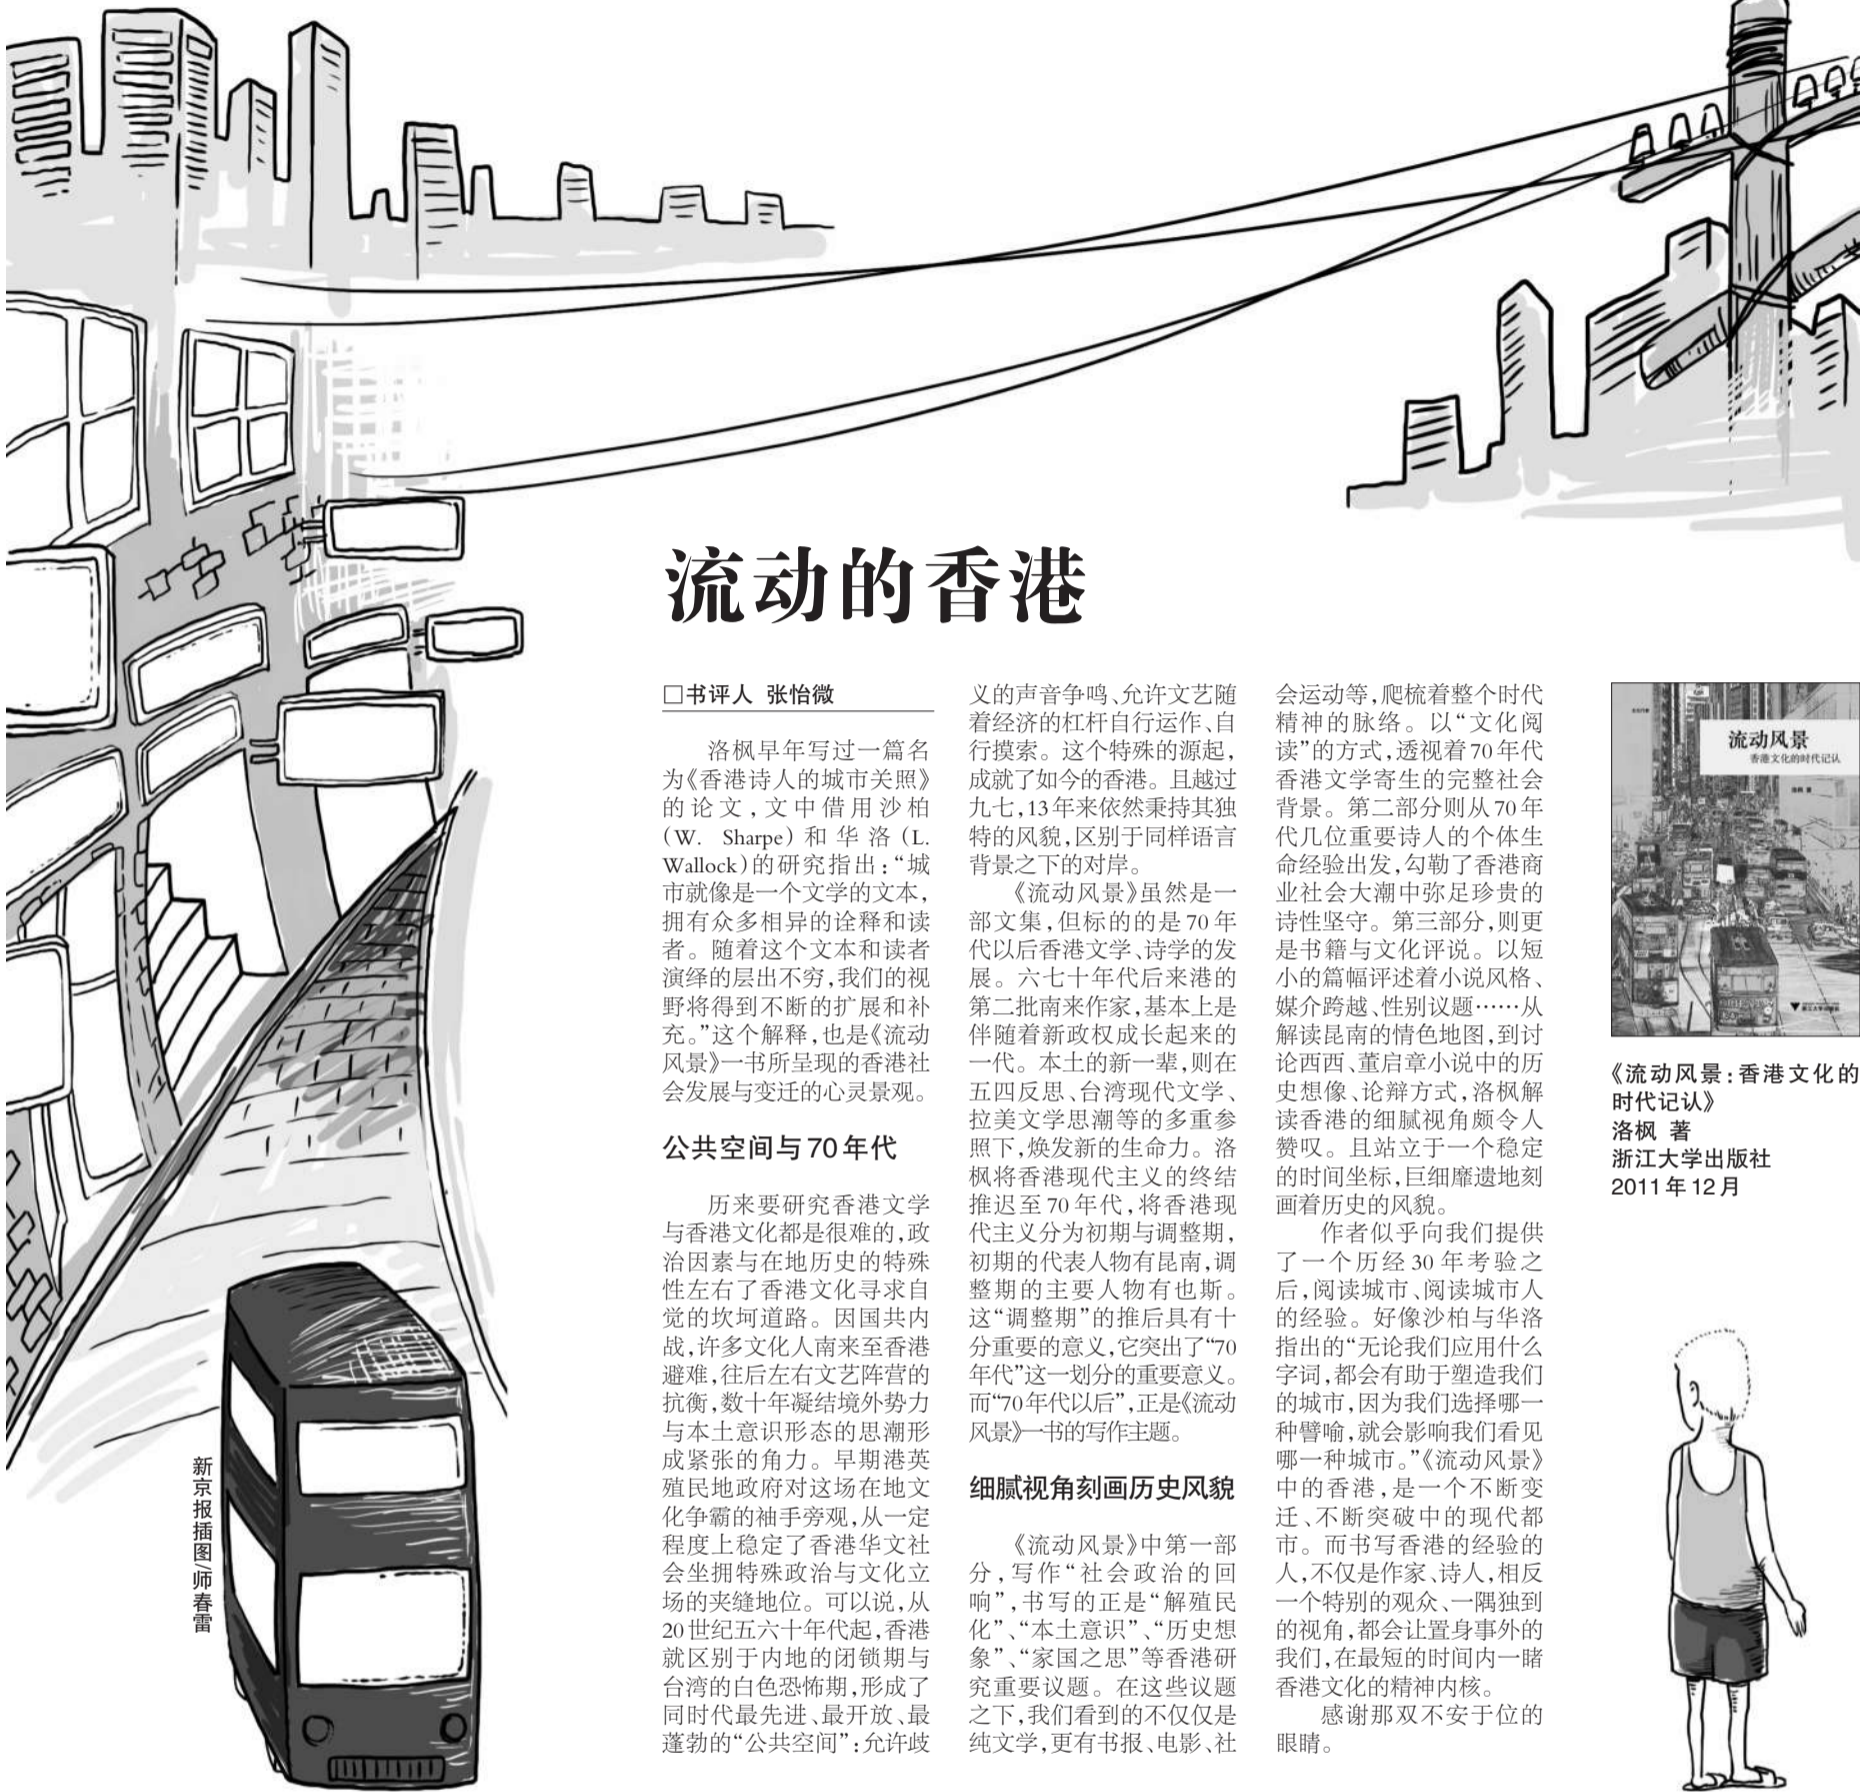 流动的香港
□书评人 张怡微
洛枫早年写过一篇名
为《香港诗人的城市关照》
的论文，文中借用沙柏
（W. Sharpe）和华洛（L.
Wallock）的研究指出：“城
市就像是一个文学的文本，
拥有众多相异的诠释和读
者。随着这个文本和读者
演绎的层出不穷，我们的视
野将得到不断的扩展和补
充。”这个解释，也是《流动
风景》一书所呈现的香港社
会发展与变迁的心灵景观。
公共空间与70年代
历来要研究香港文学
与香港文化都是很难的，政
治因素与在地历史的特殊
性左右了香港文化寻求自
觉的坎坷道路。因国共内
战，许多文化人南来至香港
避难，往后左右文艺阵营的
抗衡，数十年凝结境外势力
与本土意识形态的思潮形
成紧张的角力。早期港英
殖民地政府对这场在地文
化争霸的袖手旁观，从一定
程度上稳定了香港华文社
会坐拥特殊政治与文化立
场的夹缝地位。可以说，从
20世纪五六十年代起，香港
就区别于内地的闭锁期与
台湾的白色恐怖期，形成了
同时代最先进、最开放、最
蓬勃的“公共空间”：允许歧
义的声音争鸣、允许文艺随
着经济的杠杆自行运作、自
行摸索。这个特殊的源起，
成就了如今的香港。且越过
九七，13年来依然秉持其独
特的风貌，区别于同样语言
背景之下的对岸。
《流动风景》虽然是一
部文集，但标的的是70年
代以后香港文学、诗学的发
展。六七十年代后来港的
第二批南来作家，基本上是
伴随着新政权成长起来的
一代。本土的新一辈，则在
五四反思、台湾现代文学、
拉美文学思潮等的多重参
照下，焕发新的生命力。洛
枫将香港现代主义的终结
推迟至70年代，将香港现
代主义分为初期与调整期，
初期的代表人物有昆南，调
整期的主要人物有也斯。
这“调整期”的推后具有十
分重要的意义，它突出了“70
年代”这一划分的重要意义。
而“70年代以后”，正是《流动
风景》一书的写作主题。
细腻视角刻画历史风貌
《流动风景》中第一部
分，写作“社会政治的回
响”，书写的正是“解殖民
化”、“本土意识”、“历史想
象”、“家国之思”等香港研
究重要议题。在这些议题
之下，我们看到的不仅仅是
纯文学，更有书报、电影、社
会运动等，爬梳着整个时代
精神的脉络。以“文化阅
读”的方式，透视着70年代
香港文学寄生的完整社会
背景。第二部分则从70年
代几位重要诗人的个体生
命经验出发，勾勒了香港商
业社会大潮中弥足珍贵的
诗性坚守。第三部分，则更
是书籍与文化评说。以短
小的篇幅评述着小说风格、
媒介跨越、性别议题……从
解读昆南的情色地图，到讨
论西西、董启章小说中的历
史想像、论辩方式，洛枫解
读香港的细腻视角颇令人
赞叹。且站立于一个稳定
的时间坐标，巨细靡遗地刻
画着历史的风貌。
作者似乎向我们提供
了一个历经30年考验之
后，阅读城市、阅读城市人
的经验。好像沙柏与华洛
指出的“无论我们应用什么
字词，都会有助于塑造我们
的城市，因为我们选择哪一
种譬喻，就会影响我们看见
哪一种城市。”《流动风景》
中的香港，是一个不断变
迁、不断突破中的现代都
市。而书写香港的经验的
人，不仅是作家、诗人，相反
一个特别的观众、一隅独到
的视角，都会让置身事外的
我们，在最短的时间内一睹
香港文化的精神内核。
感谢那双不安于位的
眼睛。
流动风景
香港文化的时代记认
洛枫 著
浙江大学出版社
《流动风景：香港文化的
时代记认》
洛枫 著
浙江大学出版社
2011年12月
新京报插图/师春雷